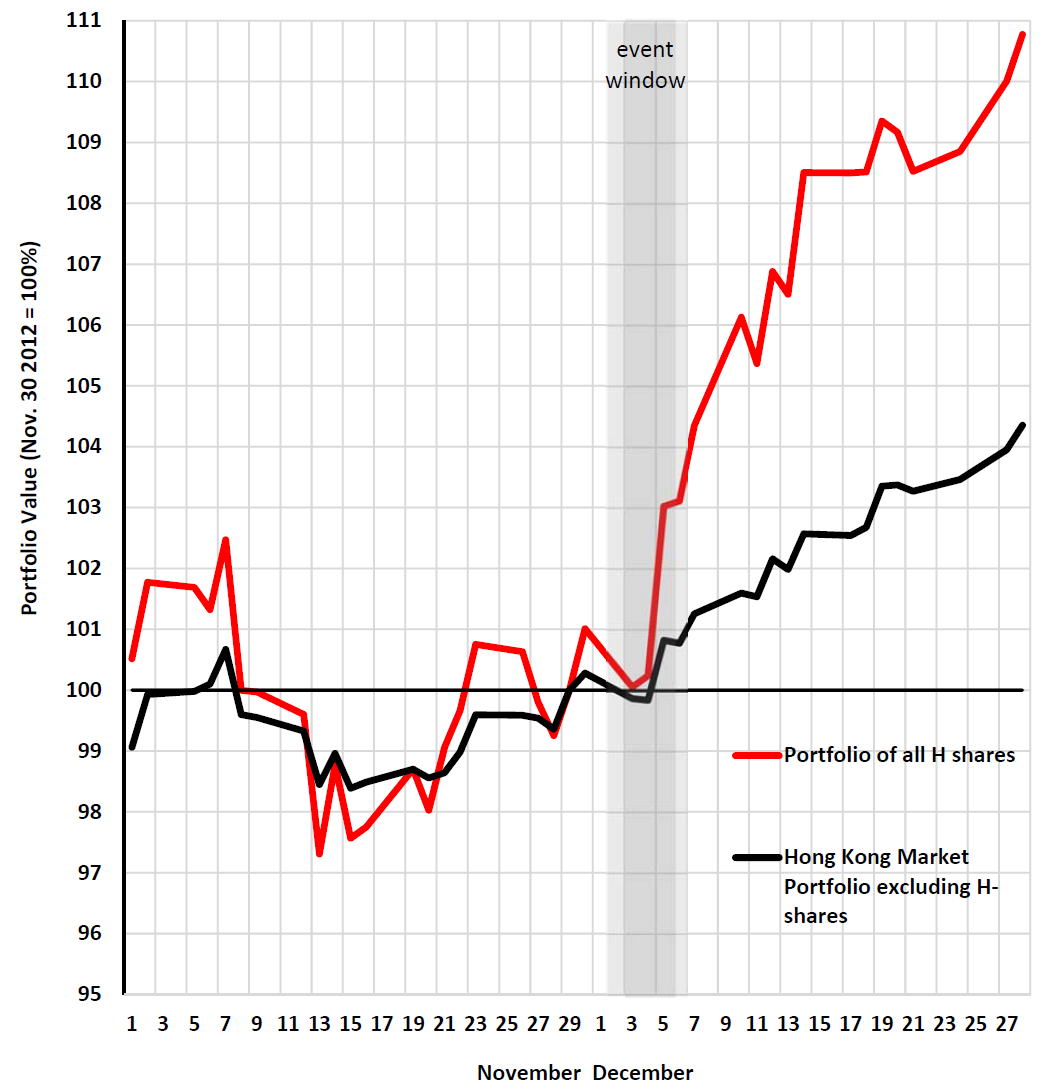 111
110
109
108
107
106
105
104
103
102
101
100
99
98
97
96
95
Portfolio Value (Nov. 30 2012 = 100%)
event
window
Portfolio of all H shares
Hong Kong Market
Portfolio excluding H-
shares
1 3 5 7 9 11 13 15 17 19 21 23 25 27 29 1 3 5 7 9 11 13 15 17 19 21 23 25 27
November December